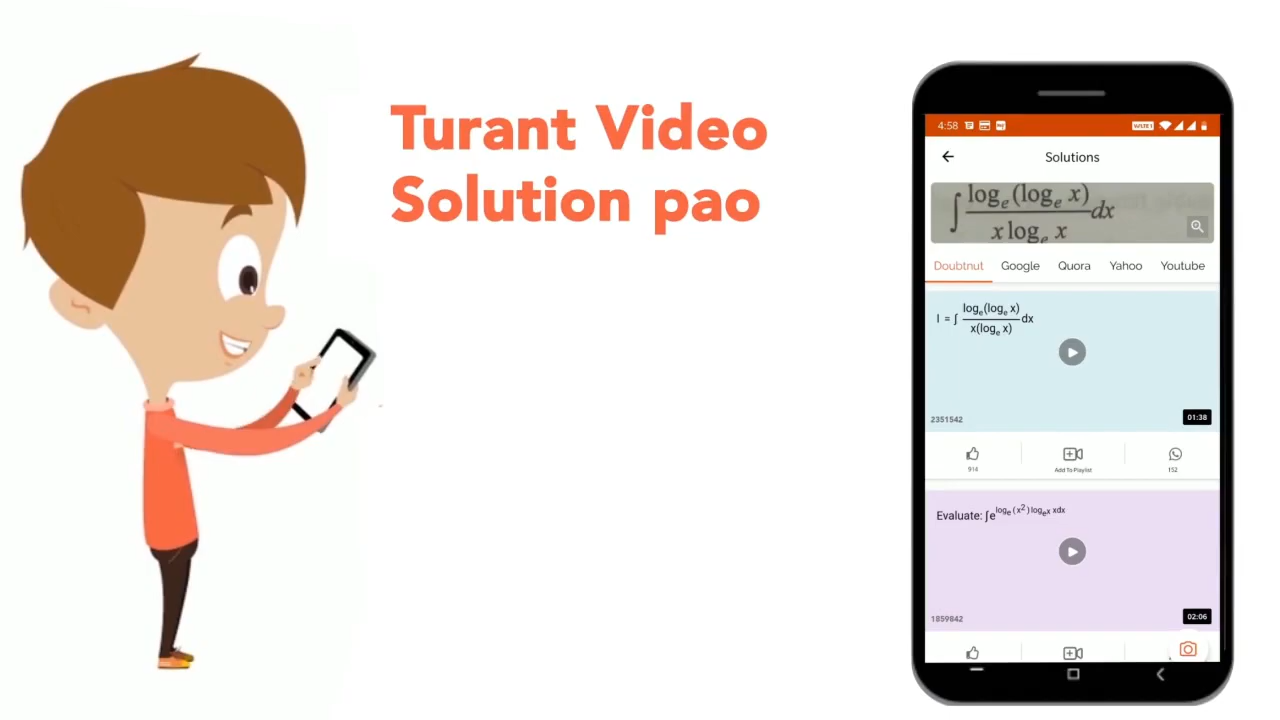 Turant Video
Solution pao
4:58
VoLTE1
Solutions
∫ logₑ(logₑ x) / x logₑ x dx
Doubtnut Google Quora Yahoo Youtube
I = ∫ logₑ(logₑ x) / x(logₑ x) dx
2351542 01:38
914 Add To Playlist 152
Evaluate: ∫e^logₑ(x²)logₑx xdx
1859842 02:06